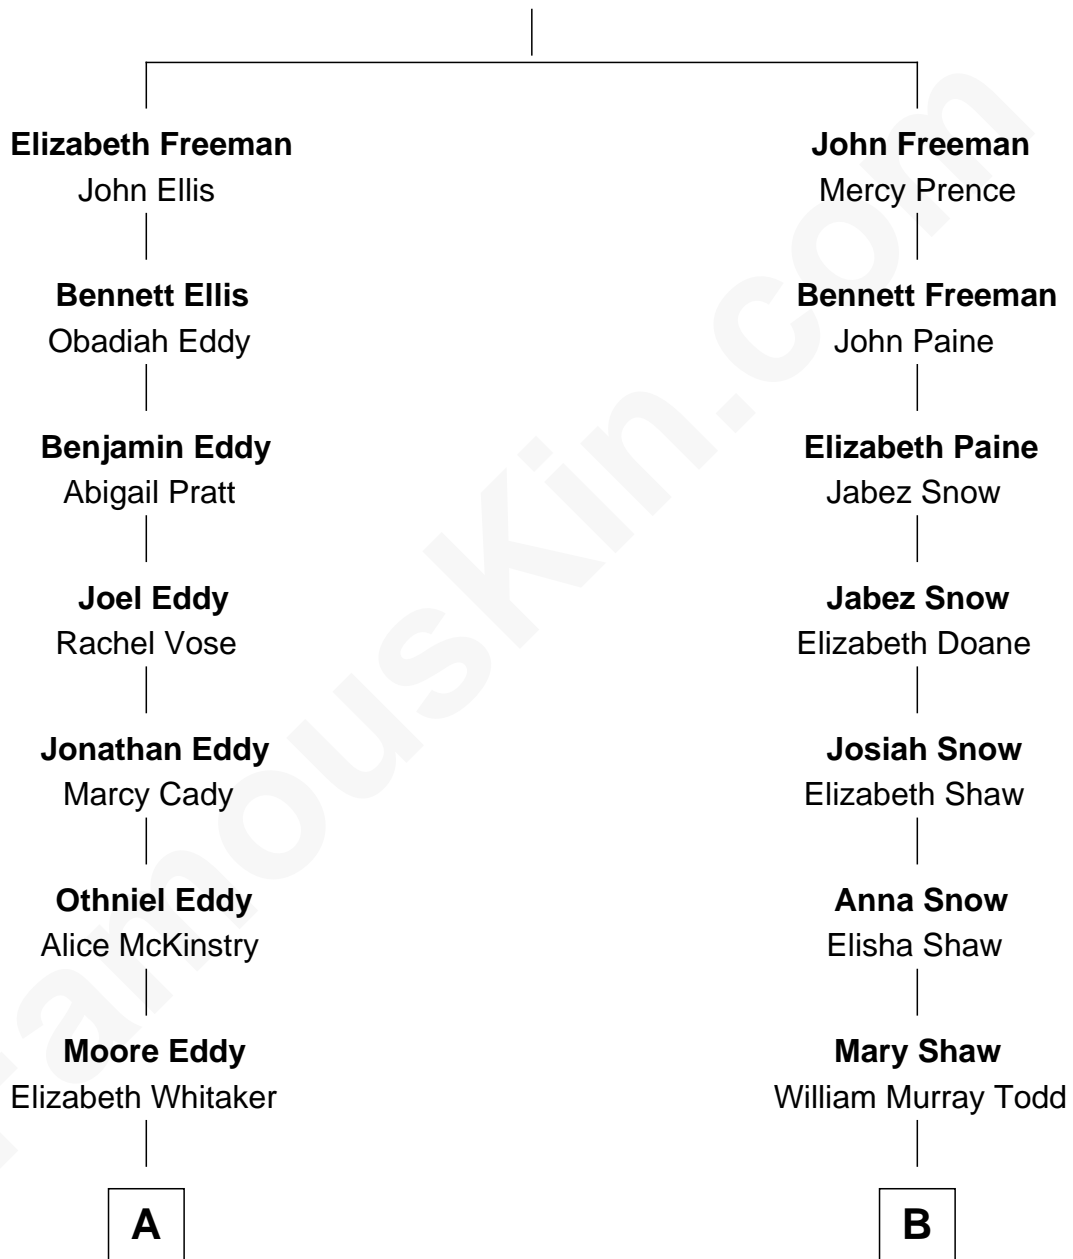 Elizabeth Freeman
John Ellis
John Freeman
Mercy Prence
Bennett Ellis
Obadiah Eddy
Bennett Freeman
John Paine
Benjamin Eddy
Abigail Pratt
Elizabeth Paine
Jabez Snow
Joel Eddy
Rachel Vose
Jabez Snow
Elizabeth Doane
Jonathan Eddy
Marcy Cady
Josiah Snow
Elizabeth Shaw
Othniel Eddy
Alice McKinstry
Anna Snow
Elisha Shaw
Moore Eddy
Elizabeth Whitaker
Mary Shaw
William Murray Todd
A
B
FamousKin.com